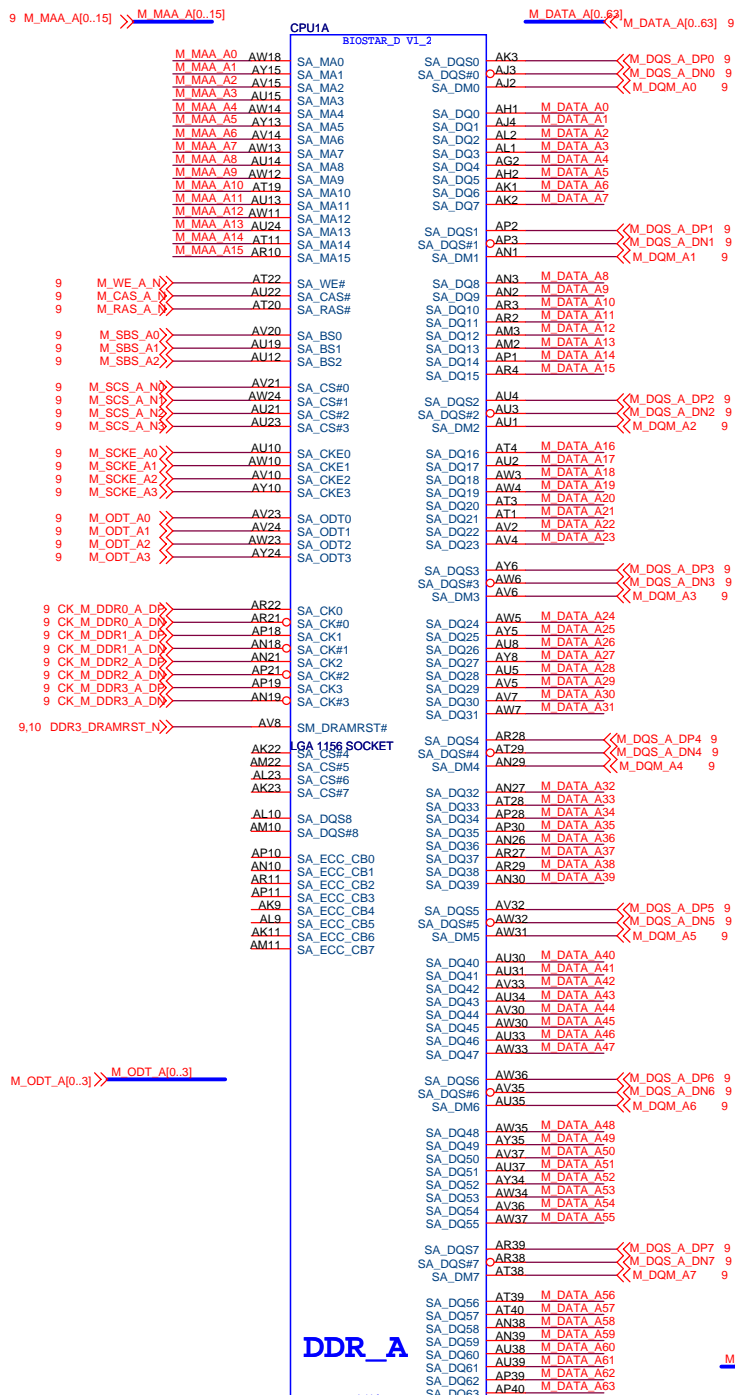 9 M_MAA_A[0..15] M_MAA_A[0..15]
M_DATA_A[0..63] M_DATA_A[0..63] 9
CPU1A
BIOSTAR_D V1_2
M_MAA_A0 AW18 SA_MA0
M_MAA_A1 AY15 SA_MA1
M_MAA_A2 AV15 SA_MA2
M_MAA_A3 AU15 SA_MA3
M_MAA_A4 AW14 SA_MA4
M_MAA_A5 AY13 SA_MA5
M_MAA_A6 AV14 SA_MA6
M_MAA_A7 AW13 SA_MA7
M_MAA_A8 AU14 SA_MA8
M_MAA_A9 AW12 SA_MA9
M_MAA_A10 AT19 SA_MA10
M_MAA_A11 AU13 SA_MA11
M_MAA_A12 AW11 SA_MA12
M_MAA_A13 AU24 SA_MA13
M_MAA_A14 AT11 SA_MA14
M_MAA_A15 AR10 SA_MA15
9 M_WE_A_N AT22 SA_WE#
9 M_CAS_A_N AU22 SA_CAS#
9 M_RAS_A_N AT20 SA_RAS#
9 M_SBS_A0 AV20 SA_BS0
9 M_SBS_A1 AU19 SA_BS1
9 M_SBS_A2 AU12 SA_BS2
9 M_SCS_A_N0 AV21 SA_CS#0
9 M_SCS_A_N1 AW24 SA_CS#1
9 M_SCS_A_N2 AU21 SA_CS#2
9 M_SCS_A_N3 AU23 SA_CS#3
9 M_SCKE_A0 AU10 SA_CKE0
9 M_SCKE_A1 AW10 SA_CKE1
9 M_SCKE_A2 AV10 SA_CKE2
9 M_SCKE_A3 AY10 SA_CKE3
9 M_ODT_A0 AV23 SA_ODT0
9 M_ODT_A1 AV24 SA_ODT1
9 M_ODT_A2 AW23 SA_ODT2
9 M_ODT_A3 AY24 SA_ODT3
9 CK_M_DDR0_A_DP AR22 SA_CK0
9 CK_M_DDR0_A_DN AR21 SA_CK#0
9 CK_M_DDR1_A_DP AP18 SA_CK1
9 CK_M_DDR1_A_DN AN18 SA_CK#1
9 CK_M_DDR2_A_DP AN21 SA_CK2
9 CK_M_DDR2_A_DN AP21 SA_CK#2
9 CK_M_DDR3_A_DP AP19 SA_CK3
9 CK_M_DDR3_A_DN AN19 SA_CK#3
9,10 DDR3_DRAMRST_N AV8 SM_DRAMRST#
LGA 1156 SOCKET
AK22 SA_CS#4
AM22 SA_CS#5
AL23 SA_CS#6
AK23 SA_CS#7
AL10 SA_DQS8
AM10 SA_DQS#8
AP10 SA_ECC_CB0
AN10 SA_ECC_CB1
AR11 SA_ECC_CB2
AP11 SA_ECC_CB3
AK9 SA_ECC_CB4
AL9 SA_ECC_CB5
AK11 SA_ECC_CB6
AM11 SA_ECC_CB7
M_ODT_A[0..3] M_ODT_A[0..3]
SA_DQS0 AK3 M_DQS_A_DP0 9
SA_DQS#0 AJ3 M_DQS_A_DN0 9
SA_DM0 AJ2 M_DQM_A0 9
SA_DQ0 AH1 M_DATA_A0
SA_DQ1 AJ4 M_DATA_A1
SA_DQ2 AL2 M_DATA_A2
SA_DQ3 AL1 M_DATA_A3
SA_DQ4 AG2 M_DATA_A4
SA_DQ5 AH2 M_DATA_A5
SA_DQ6 AK1 M_DATA_A6
SA_DQ7 AK2 M_DATA_A7
SA_DQS1 AP2 M_DQS_A_DP1 9
SA_DQS#1 AP3 M_DQS_A_DN1 9
SA_DM1 AN1 M_DQM_A1 9
SA_DQ8 AN3 M_DATA_A8
SA_DQ9 AN2 M_DATA_A9
SA_DQ10 AR3 M_DATA_A10
SA_DQ11 AR2 M_DATA_A11
SA_DQ12 AM3 M_DATA_A12
SA_DQ13 AM2 M_DATA_A13
SA_DQ14 AP1 M_DATA_A14
SA_DQ15 AR4 M_DATA_A15
SA_DQS2 AU4 M_DQS_A_DP2 9
SA_DQS#2 AU3 M_DQS_A_DN2 9
SA_DM2 AU1 M_DQM_A2 9
SA_DQ16 AT4 M_DATA_A16
SA_DQ17 AU2 M_DATA_A17
SA_DQ18 AW3 M_DATA_A18
SA_DQ19 AW4 M_DATA_A19
SA_DQ20 AT3 M_DATA_A20
SA_DQ21 AT1 M_DATA_A21
SA_DQ22 AV2 M_DATA_A22
SA_DQ23 AV4 M_DATA_A23
SA_DQS3 AY6 M_DQS_A_DP3 9
SA_DQS#3 AW6 M_DQS_A_DN3 9
SA_DM3 AV6 M_DQM_A3 9
SA_DQ24 AW5 M_DATA_A24
SA_DQ25 AY5 M_DATA_A25
SA_DQ26 AU8 M_DATA_A26
SA_DQ27 AY8 M_DATA_A27
SA_DQ28 AU5 M_DATA_A28
SA_DQ29 AV5 M_DATA_A29
SA_DQ30 AV7 M_DATA_A30
SA_DQ31 AW7 M_DATA_A31
SA_DQS4 AR28 M_DQS_A_DP4 9
SA_DQS#4 AT29 M_DQS_A_DN4 9
SA_DM4 AN29 M_DQM_A4 9
SA_DQ32 AN27 M_DATA_A32
SA_DQ33 AT28 M_DATA_A33
SA_DQ34 AP28 M_DATA_A34
SA_DQ35 AP30 M_DATA_A35
SA_DQ36 AN26 M_DATA_A36
SA_DQ37 AR27 M_DATA_A37
SA_DQ38 AR29 M_DATA_A38
SA_DQ39 AN30 M_DATA_A39
SA_DQS5 AV32 M_DQS_A_DP5 9
SA_DQS#5 AW32 M_DQS_A_DN5 9
SA_DM5 AW31 M_DQM_A5 9
SA_DQ40 AU30 M_DATA_A40
SA_DQ41 AU31 M_DATA_A41
SA_DQ42 AV33 M_DATA_A42
SA_DQ43 AU34 M_DATA_A43
SA_DQ44 AV30 M_DATA_A44
SA_DQ45 AW30 M_DATA_A45
SA_DQ46 AU33 M_DATA_A46
SA_DQ47 AW33 M_DATA_A47
SA_DQS6 AW36 M_DQS_A_DP6 9
SA_DQS#6 AV35 M_DQS_A_DN6 9
SA_DM6 AU35 M_DQM_A6 9
SA_DQ48 AW35 M_DATA_A48
SA_DQ49 AY35 M_DATA_A49
SA_DQ50 AV37 M_DATA_A50
SA_DQ51 AU37 M_DATA_A51
SA_DQ52 AY34 M_DATA_A52
SA_DQ53 AW34 M_DATA_A53
SA_DQ54 AV36 M_DATA_A54
SA_DQ55 AW37 M_DATA_A55
SA_DQS7 AR39 M_DQS_A_DP7 9
SA_DQS#7 AR38 M_DQS_A_DN7 9
SA_DM7 AT38 M_DQM_A7 9
SA_DQ56 AT39 M_DATA_A56
SA_DQ57 AT40 M_DATA_A57
SA_DQ58 AN38 M_DATA_A58
SA_DQ59 AN39 M_DATA_A59
SA_DQ60 AU38 M_DATA_A60
SA_DQ61 AU39 M_DATA_A61
SA_DQ62 AP39 M_DATA_A62
SA_DQ63 AP40 M_DATA_A63
DDR_A
M